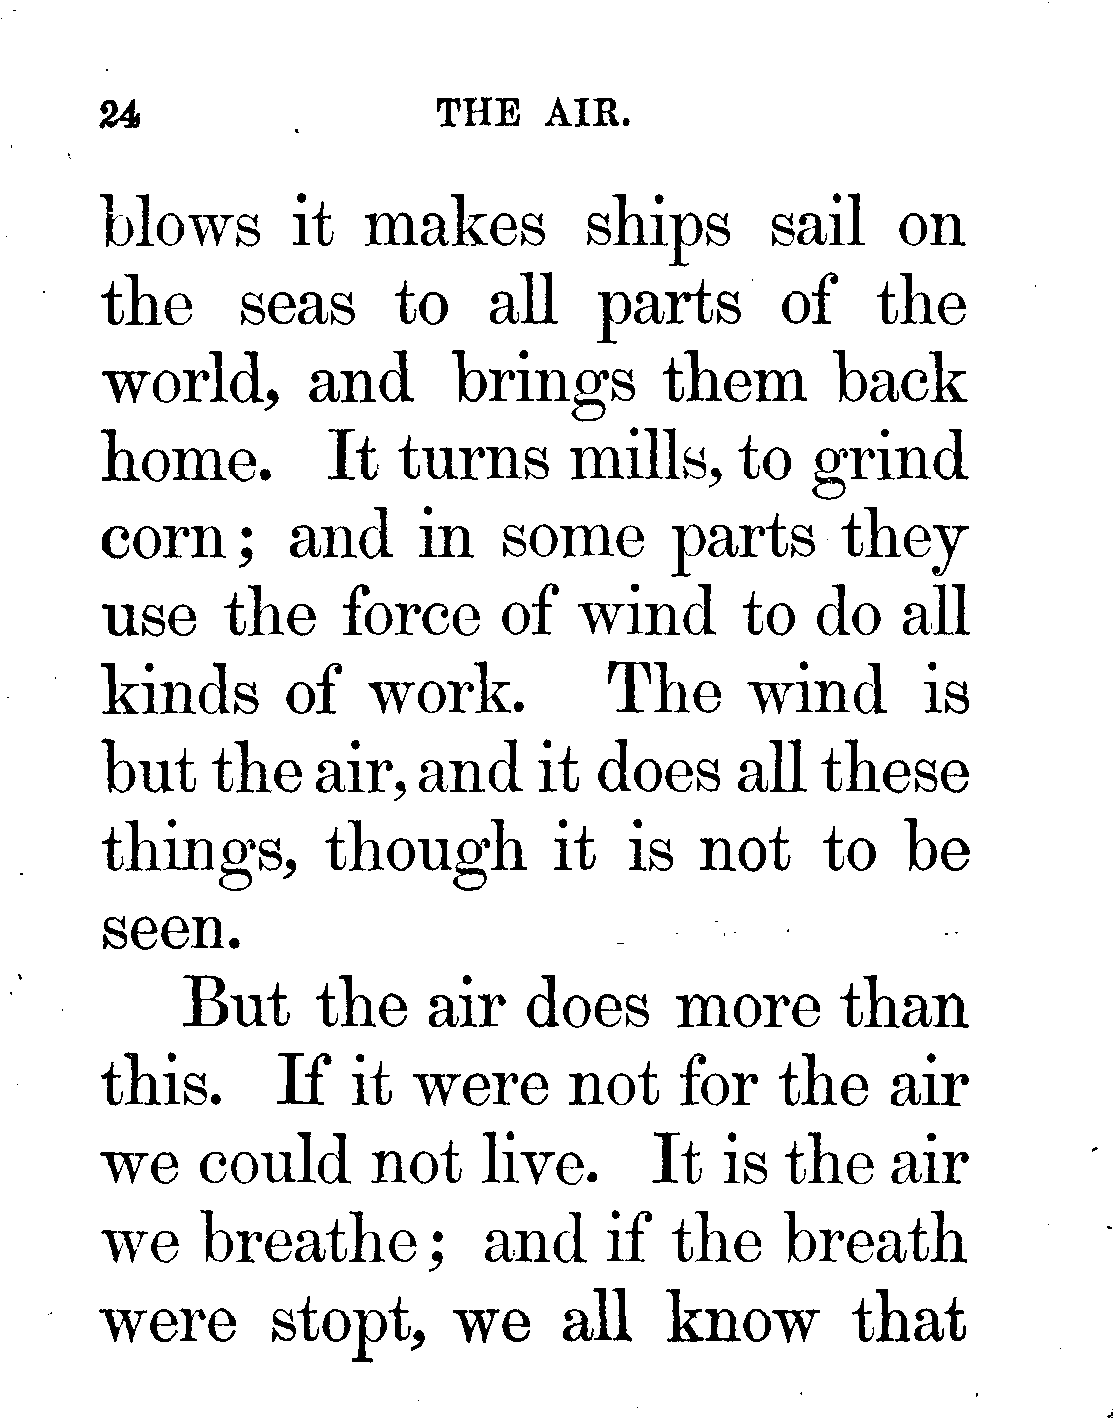 24 THE AIR.
blows it makes ships sail on
the seas to all parts of the
world, and brings them back
home. It turns mills, to grind
corn; and in some parts they
use the force of wind to do all
kinds of work. The wind is
but the air, and it does all these
things, though it is not to be
seen.
But the air does more than
this. If it were not for the air
we could not live. It is the air
we breathe; and if the breath
were stopt, we all know that